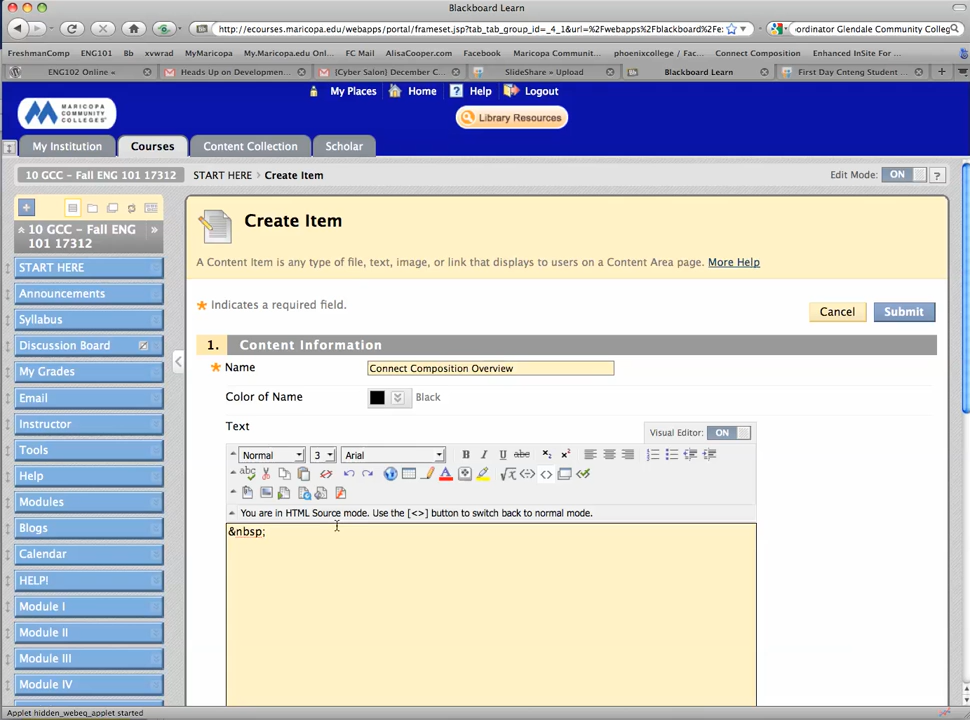 Blackboard Learn
http://ecourses.maricopa.edu/webapps/portal/frameset.jsp?tab_tab_group_id=_4_1&url=%2Fwebapps%2Fblackboard%2Fe:
ordinator Glendale Community College
FreshmanComp ENG101 Bb xvwrad MyMaricopa My.Maricopa.edu Onl... FC Mail AlisaCooper.com Facebook Maricopa Communit... phoenixcollege / Fac... Connect Composition Enhanced InSite For ...
ENG102 Online « Heads Up on Developmen... [Cyber Salon] December C... SlideShare » Upload Blackboard Learn First Day Cnteng Student ...
My Places Home Help Logout
MARICOPA
COMMUNITY
COLLEGES
Library Resources
My Institution Courses Content Collection Scholar
10 GCC - Fall ENG 101 17312 START HERE > Create Item Edit Mode: ON ?
10 GCC - Fall ENG
101 17312
START HERE
Announcements
Syllabus
Discussion Board
My Grades
Email
Instructor
Tools
Help
Modules
Blogs
Calendar
HELP!
Module I
Module II
Module III
Module IV
Create Item
A Content Item is any type of file, text, image, or link that displays to users on a Content Area page. More Help
Indicates a required field.
Cancel Submit
1. Content Information
Name Connect Composition Overview
Color of Name Black
Text
Visual Editor: ON
Normal 3 Arial B I U abc x₂ x²
abc
You are in HTML Source mode. Use the [<>] button to switch back to normal mode.
&nbsp;
Applet hidden_webeq_applet started